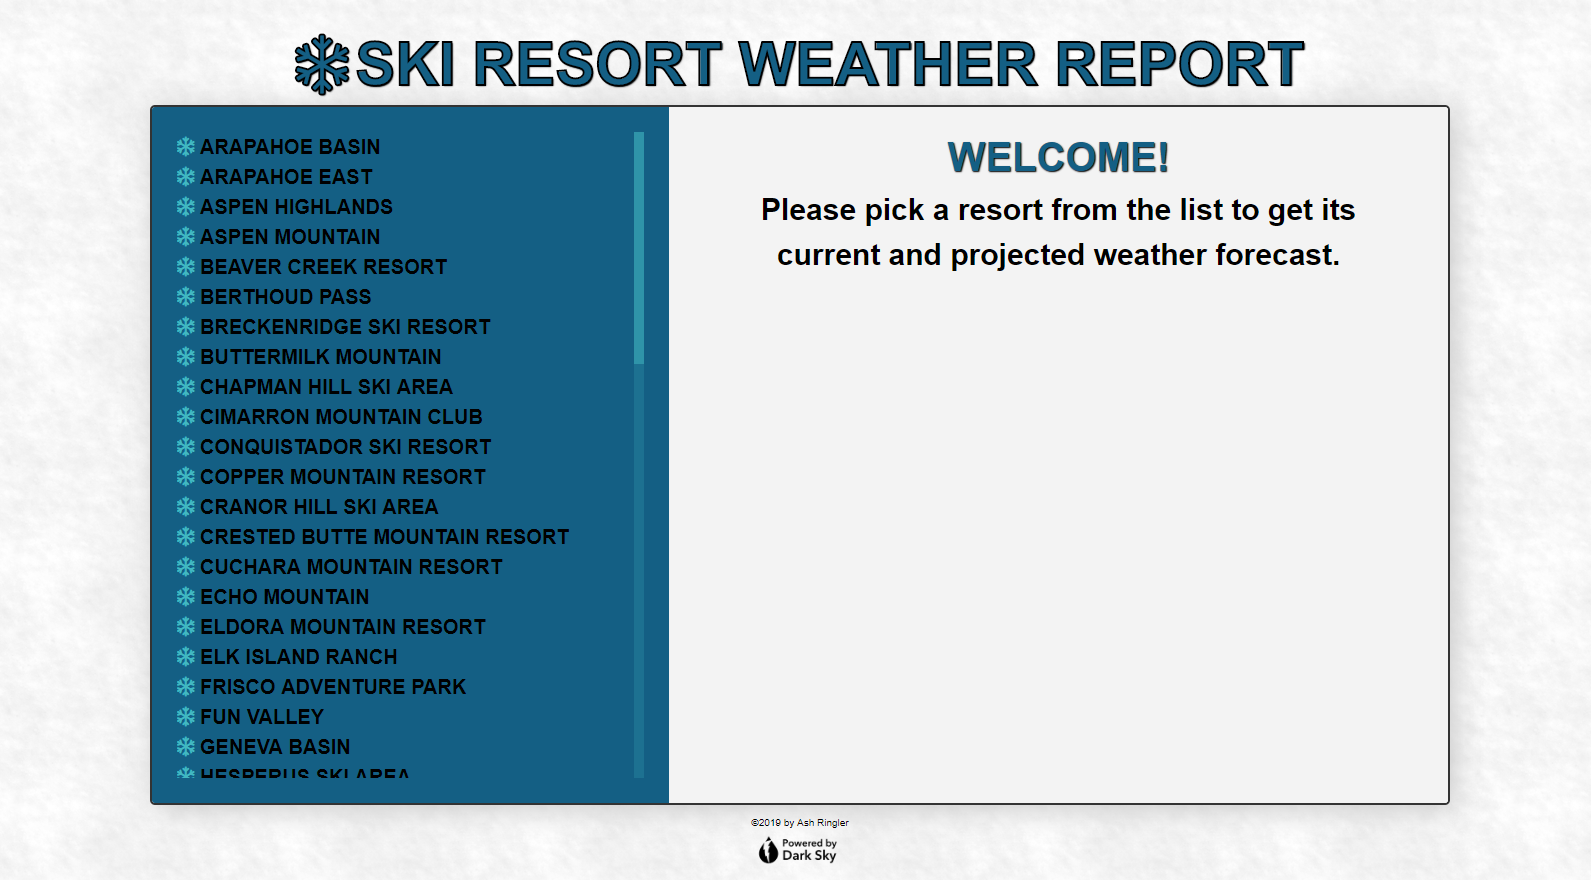 SKI RESORT WEATHER REPORT
ARAPAHOE BASIN
ARAPAHOE EAST
ASPEN HIGHLANDS
ASPEN MOUNTAIN
BEAVER CREEK RESORT
BERTHOUD PASS
BRECKENRIDGE SKI RESORT
BUTTERMILK MOUNTAIN
CHAPMAN HILL SKI AREA
CIMARRON MOUNTAIN CLUB
CONQUISTADOR SKI RESORT
COPPER MOUNTAIN RESORT
CRANOR HILL SKI AREA
CRESTED BUTTE MOUNTAIN RESORT
CUCHARA MOUNTAIN RESORT
ECHO MOUNTAIN
ELDORA MOUNTAIN RESORT
ELK ISLAND RANCH
FRISCO ADVENTURE PARK
FUN VALLEY
GENEVA BASIN
HESPERUS SKI AREA
WELCOME!
Please pick a resort from the list to get its
current and projected weather forecast.
©2019 by Ash Ringler
Powered by
Dark Sky